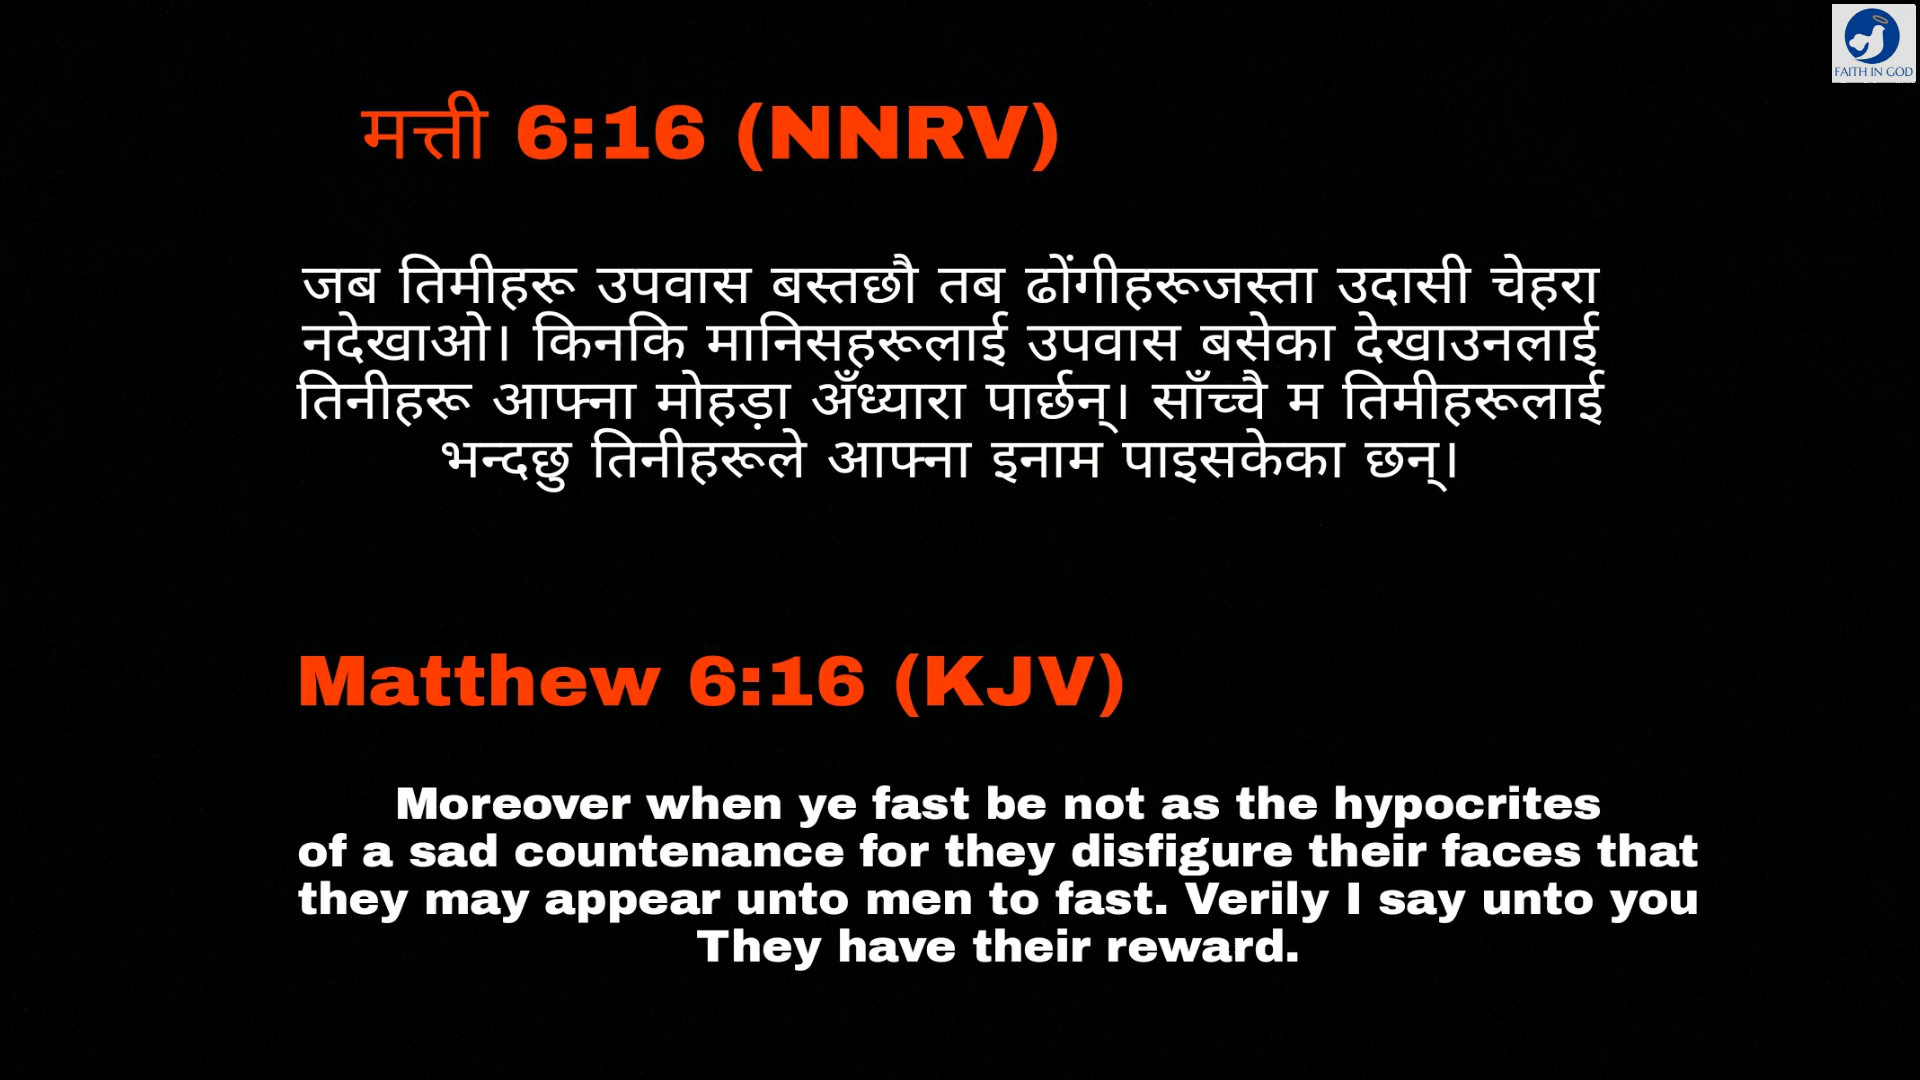 FAITH IN GOD
मत्ती 6:16 (NNRV)
जब तिमीहरू उपवास बस्तछौ तब ढोंगीहरूजस्ता उदासी चेहरा
नदेखाओ। किनकि मानिसहरूलाई उपवास बसेका देखाउनलाई
तिनीहरू आफ्ना मोहड़ा अँध्यारा पार्छन्। साँच्चै म तिमीहरूलाई
भन्दछु तिनीहरूले आफ्ना इनाम पाइसकेका छन्।
Matthew 6:16 (KJV)
Moreover when ye fast be not as the hypocrites
of a sad countenance for they disfigure their faces that
they may appear unto men to fast. Verily I say unto you
They have their reward.